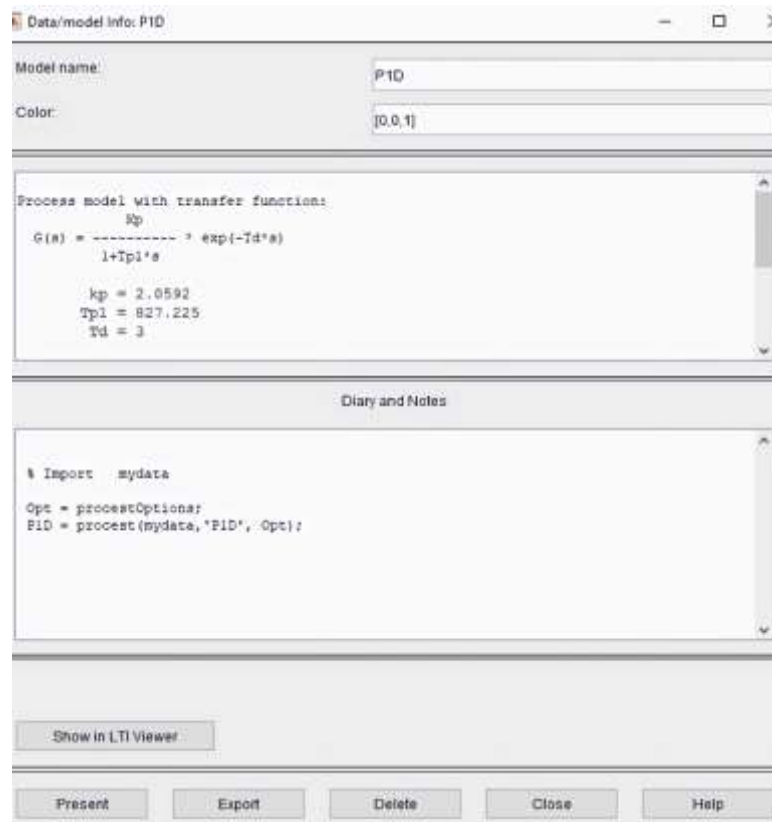 Data/model Info: P1D
Model name:
P1D
Color:
[0,0,1]
Process model with transfer function:
Kp
G(s) = ---------- * exp(-Td*s)
1+Tp1*s
kp = 2.0592
Tp1 = 827.225
Td = 3
Diary and Notes
% Import mydata
Opt = procestOptions;
P1D = procest(mydata,'P1D', Opt);
Show in LTI Viewer
Present Export Delete Close Help